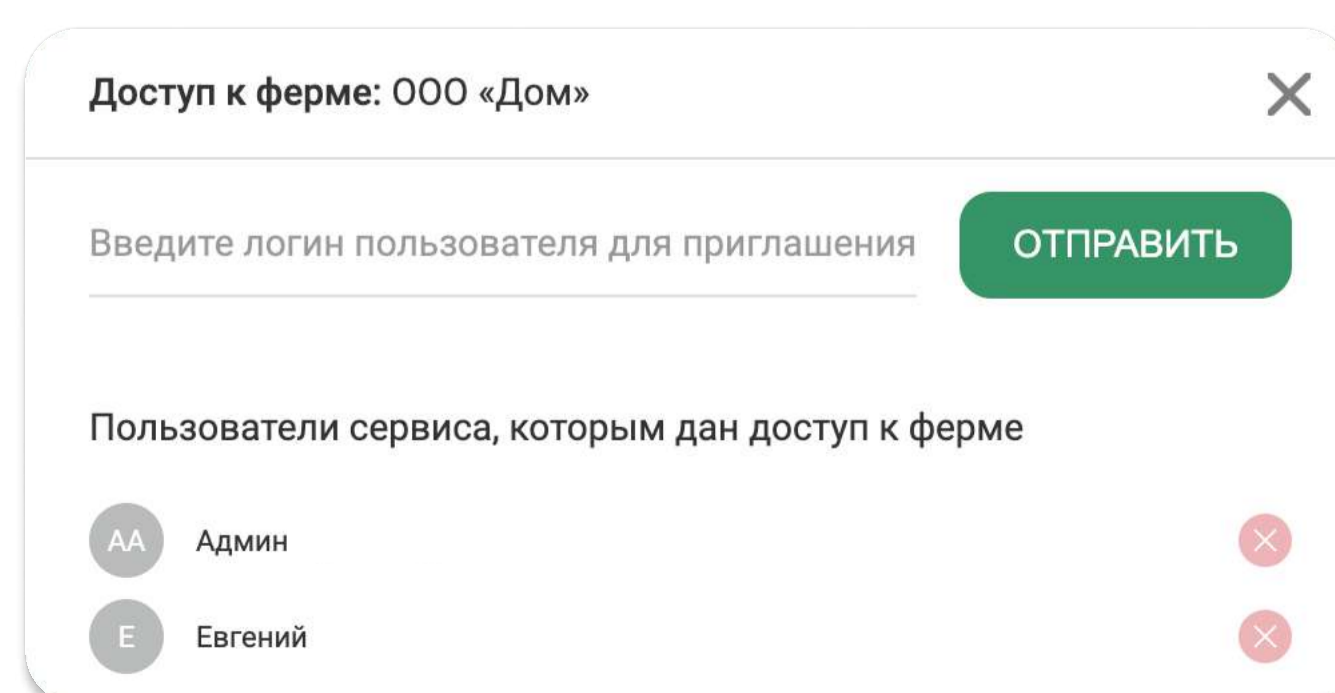 Доступ к ферме: ООО «Дом»
Введите логин пользователя для приглашения
ОТПРАВИТЬ
Пользователи сервиса, которым дан доступ к ферме
АА
Админ
Е
Евгений